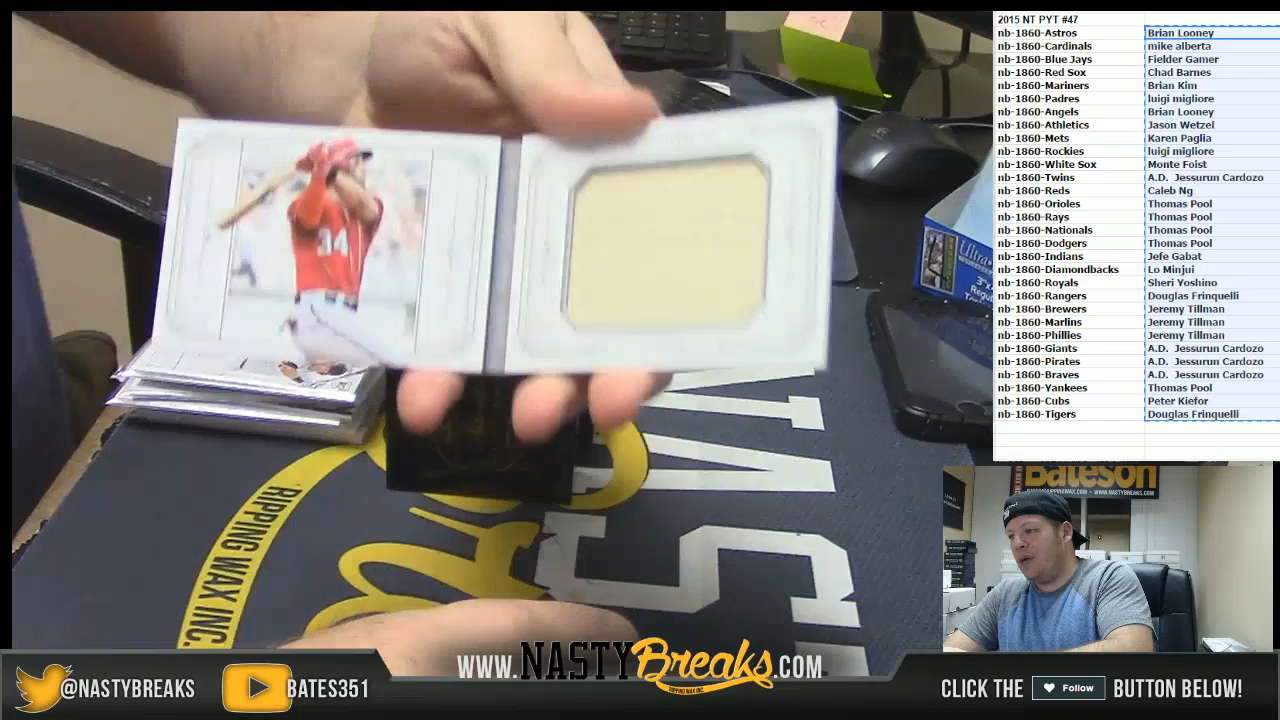 2015 NT PYT #47
nb-1860-Astros Brian Looney
nb-1860-Cardinals mike alberta
nb-1860-Blue Jays Fielder Gamer
nb-1860-Red Sox Chad Barnes
nb-1860-Mariners Brian Kim
nb-1860-Padres luigi migliore
nb-1860-Angels Brian Looney
nb-1860-Athletics Jason Wetzel
nb-1860-Mets Karen Paglia
nb-1860-Rockies luigi migliore
nb-1860-White Sox Monte Foist
nb-1860-Twins A.D. Jessurun Cardozo
nb-1860-Reds Caleb Ng
nb-1860-Orioles Thomas Pool
nb-1860-Rays Thomas Pool
nb-1860-Nationals Thomas Pool
nb-1860-Dodgers Thomas Pool
nb-1860-Indians Jefe Gabat
nb-1860-Diamondbacks Lo Minjui
nb-1860-Royals Sheri Yoshino
nb-1860-Rangers Douglas Frinquelli
nb-1860-Brewers Jeremy Tillman
nb-1860-Marlins Jeremy Tillman
nb-1860-Phillies Jeremy Tillman
nb-1860-Giants A.D. Jessurun Cardozo
nb-1860-Pirates A.D. Jessurun Cardozo
nb-1860-Braves A.D. Jessurun Cardozo
nb-1860-Yankees Thomas Pool
nb-1860-Cubs Peter Kiefor
nb-1860-Tigers Douglas Frinquelli
34
Ultra
RIPPING WAX INC.
Bateson
@NASTYBREAKS
BATES351
WWW.NASTYBreaks.COM
RIPPING WAX INC.
CLICK THE Follow BUTTON BELOW!